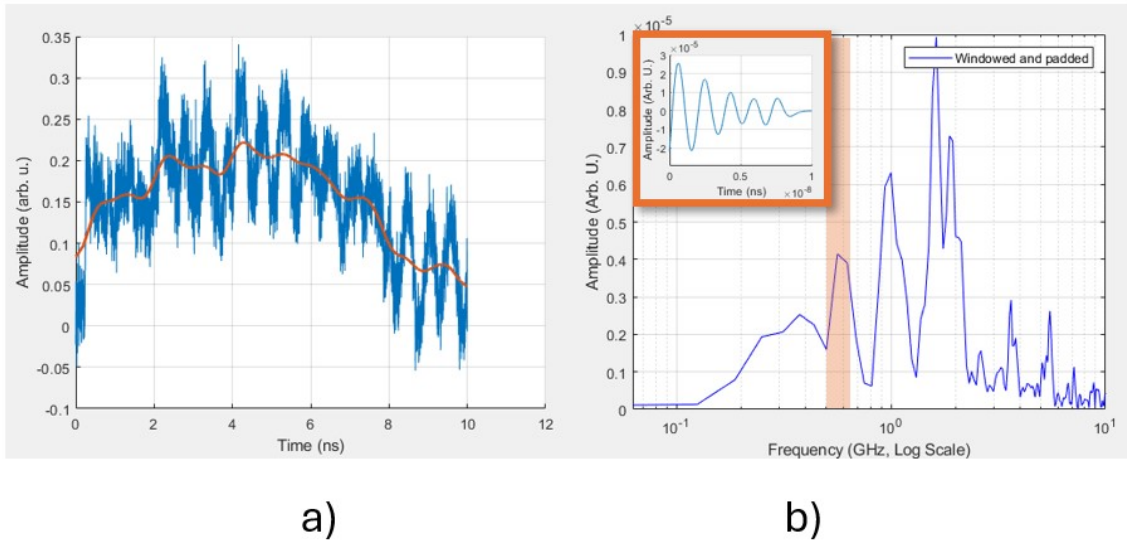 0.35
0.3
0.25
0.2
0.15
0.1
0.05
0
-0.05
-0.1
Amplitude (arb. u.)
0 2 4 6 8 10 12
Time (ns)
× 10⁻⁵
1
0.9
0.8
0.7
0.6
0.5
0.4
0.3
0.2
0.1
0
Amplitude (Arb. U.)
× 10⁻⁵
3
2
1
0
-1
-2
Amplitude (Arb. U.)
0 0.5 1
Time (ns)
× 10⁻⁸
Windowed and padded
10⁻¹ 10⁰ 10¹
Frequency (GHz, Log Scale)
a) b)